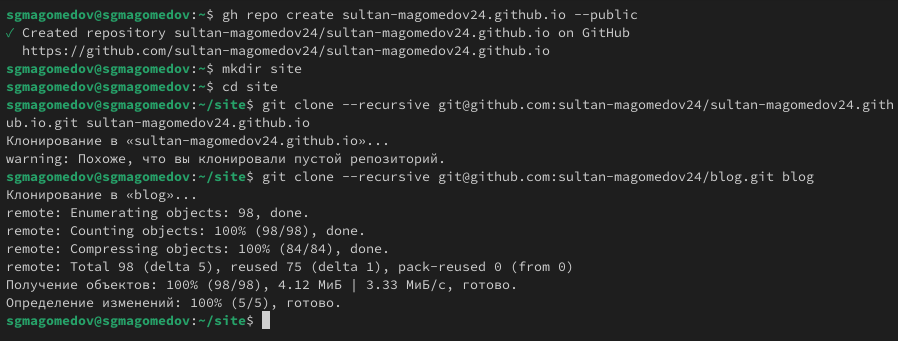 sgmagomedov@sgmagomedov:~$ gh repo create sultan-magomedov24.github.io --public
✓ Created repository sultan-magomedov24/sultan-magomedov24.github.io on GitHub
  https://github.com/sultan-magomedov24/sultan-magomedov24.github.io
sgmagomedov@sgmagomedov:~$ mkdir site
sgmagomedov@sgmagomedov:~$ cd site
sgmagomedov@sgmagomedov:~/site$ git clone --recursive git@github.com:sultan-magomedov24/sultan-magomedov24.gith
ub.io.git sultan-magomedov24.github.io
Клонирование в «sultan-magomedov24.github.io»...
warning: Похоже, что вы клонировали пустой репозиторий.
sgmagomedov@sgmagomedov:~/site$ git clone --recursive git@github.com:sultan-magomedov24/blog.git blog
Клонирование в «blog»...
remote: Enumerating objects: 98, done.
remote: Counting objects: 100% (98/98), done.
remote: Compressing objects: 100% (84/84), done.
remote: Total 98 (delta 5), reused 75 (delta 1), pack-reused 0 (from 0)
Получение объектов: 100% (98/98), 4.12 МиБ | 3.33 МиБ/с, готово.
Определение изменений: 100% (5/5), готово.
sgmagomedov@sgmagomedov:~/site$